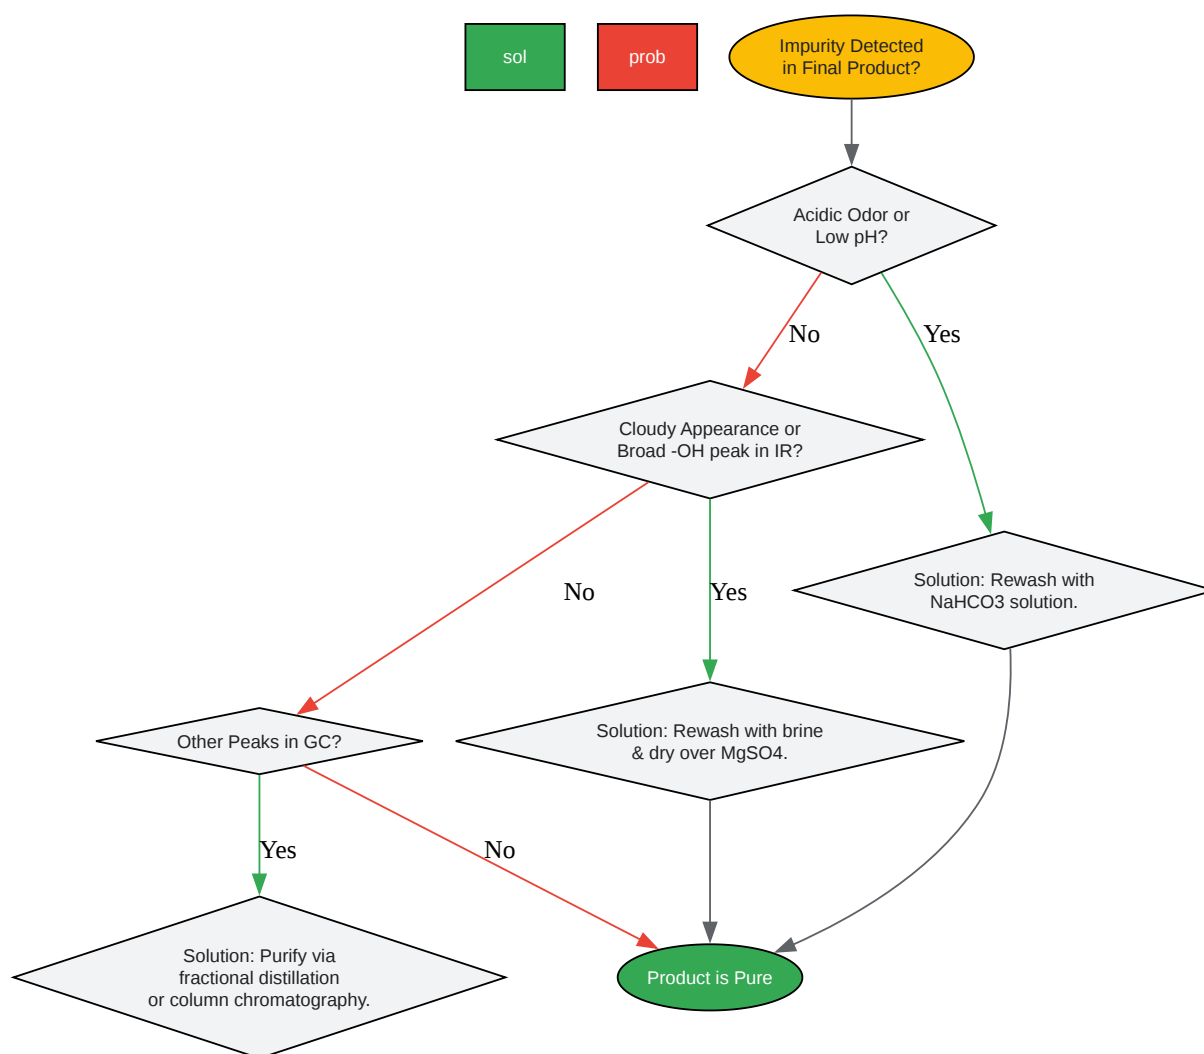 sol
prob
Impurity Detected
in Final Product?
Acidic Odor or
Low pH?
No
Yes
Cloudy Appearance or
Broad -OH peak in IR?
Solution: Rewash with
NaHCO3 solution.
No
Yes
Other Peaks in GC?
Solution: Rewash with brine
& dry over MgSO4.
Yes
No
Solution: Purify via
fractional distillation
or column chromatography.
Product is Pure